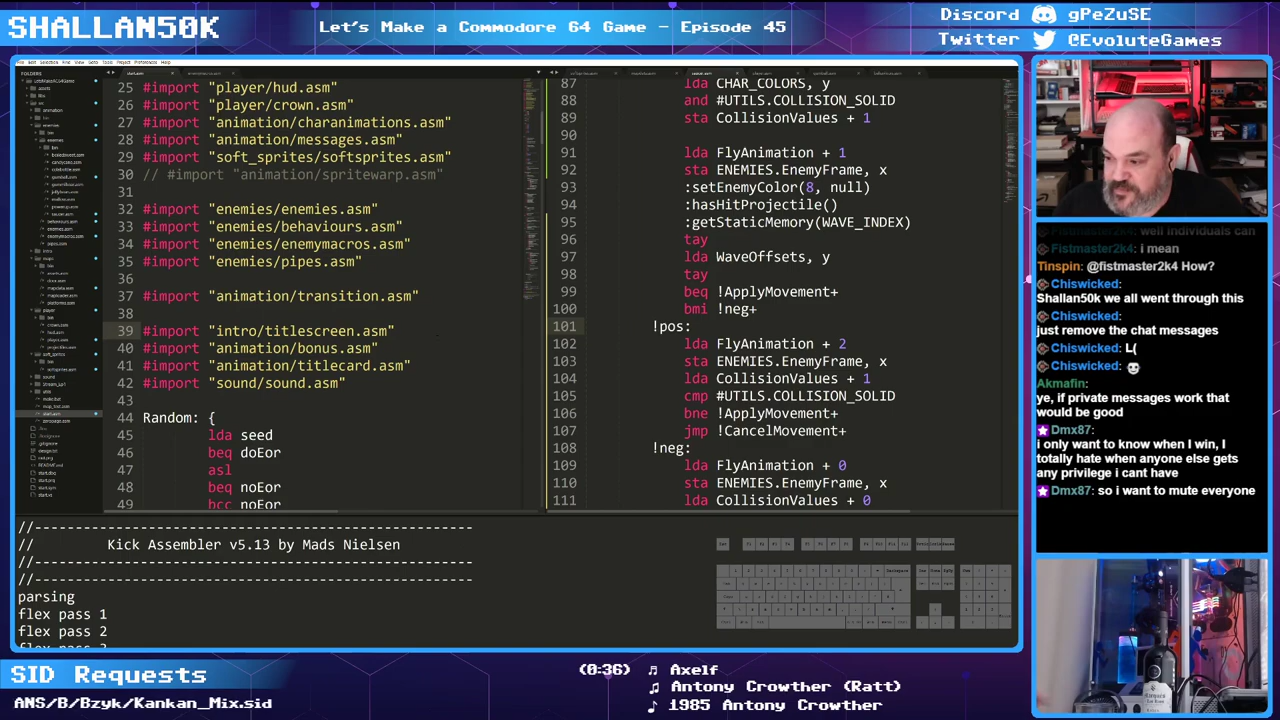 SHALLAN50K
Let's Make a Commodore 64 Game - Episode 45
Discord gPeZuSE
Twitter @EvoluteGames
FOLDERS
25 #import "player/hud.asm"
26 #import "player/crown.asm"
27 #import "animation/charanimations.asm"
28 #import "animation/messages.asm"
29 #import "soft_sprites/softsprites.asm"
30 // #import "animation/spritewarp.asm"
31
32 #import "enemies/enemies.asm"
33 #import "enemies/behaviours.asm"
34 #import "enemies/enemymacros.asm"
35 #import "enemies/pipes.asm"
36
37 #import "animation/transition.asm"
38
39 #import "intro/titlescreen.asm"
40 #import "animation/bonus.asm"
41 #import "animation/titlecard.asm"
42 #import "sound/sound.asm"
43
44 Random: {
45 lda seed
46 beq doEor
47 asl
48 beq noEor
49 bcc noEor
87 lda CHAR_COLORS, y
88 and #UTILS.COLLISION_SOLID
89 sta CollisionValues + 1
90
91 lda FlyAnimation + 1
92 sta ENEMIES.EnemyFrame, x
93 :setEnemyColor(8, null)
94 :hasHitProjectile()
95 :getStaticMemory(WAVE_INDEX)
96 tay
97 lda WaveOffsets, y
98 tay
99 beq !ApplyMovement+
100 bmi !neg+
101 !pos:
102 lda FlyAnimation + 2
103 sta ENEMIES.EnemyFrame, x
104 lda CollisionValues + 1
105 cmp #UTILS.COLLISION_SOLID
106 bne !ApplyMovement+
107 jmp !CancelMovement+
108 !neg:
109 lda FlyAnimation + 0
110 sta ENEMIES.EnemyFrame, x
111 lda CollisionValues + 0
//------------------------------------------------------
// Kick Assembler v5.13 by Mads Nielsen
//------------------------------------------------------
//------------------------------------------------------
parsing
flex pass 1
flex pass 2
Fistmaster2k4: well individuals can
Fistmaster2k4: i mean
Tinspin: @fistmaster2k4 How?
Chiswicked:
Shallan50k we all went through this
Chiswicked:
just remove the chat messages
Chiswicked: L(
Chiswicked:
Akmafin:
ye, if private messages work that
would be good
Dmx87:
i only want to know when I win, I
totally hate when anyone else gets
any privilege i cant have
Dmx87: so i want to mute everyone
SID Requests
ANS/B/Bzyk/Kankan_Mix.sid
(0:36) Axelf
Antony Crowther (Ratt)
1985 Antony Crowther